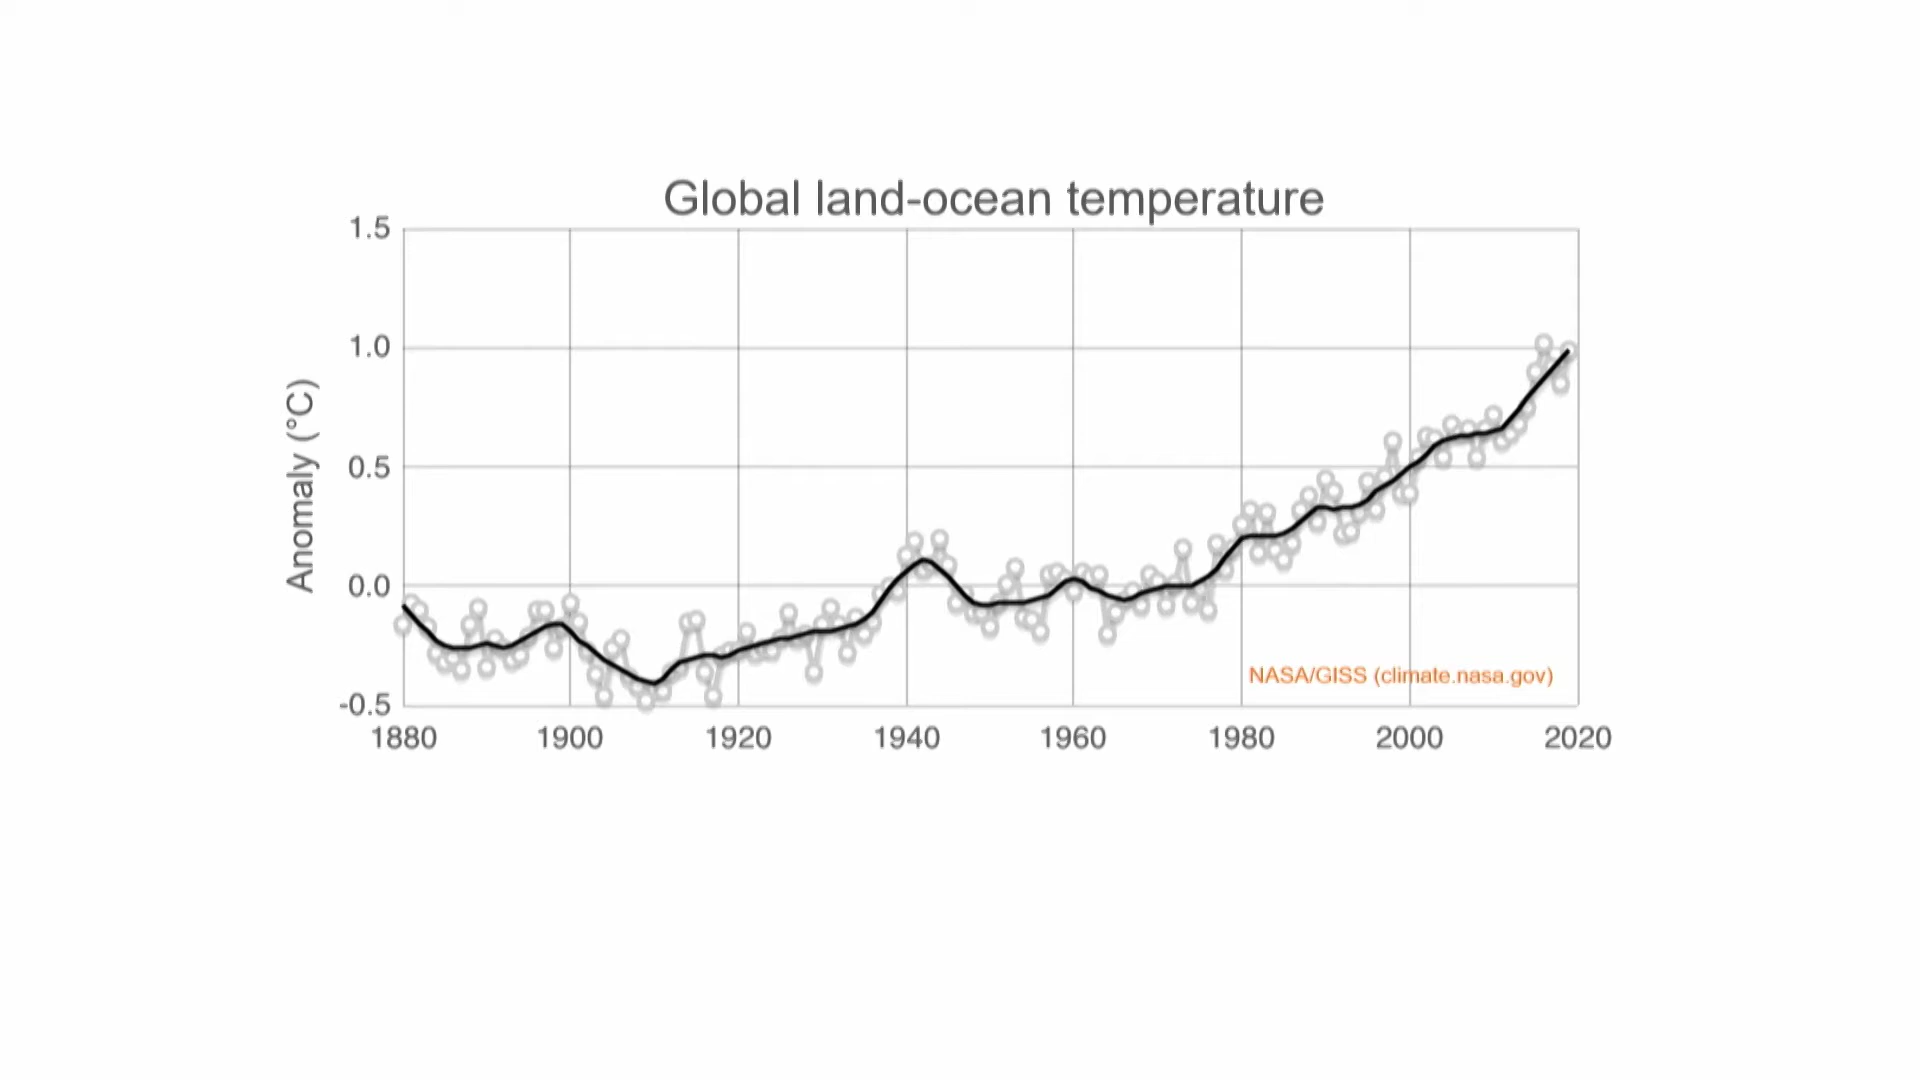 Global land-ocean temperature
1.5
1.0
0.5
0.0
-0.5
Anomaly (°C)
NASA/GISS (climate.nasa.gov)
1880 1900 1920 1940 1960 1980 2000 2020